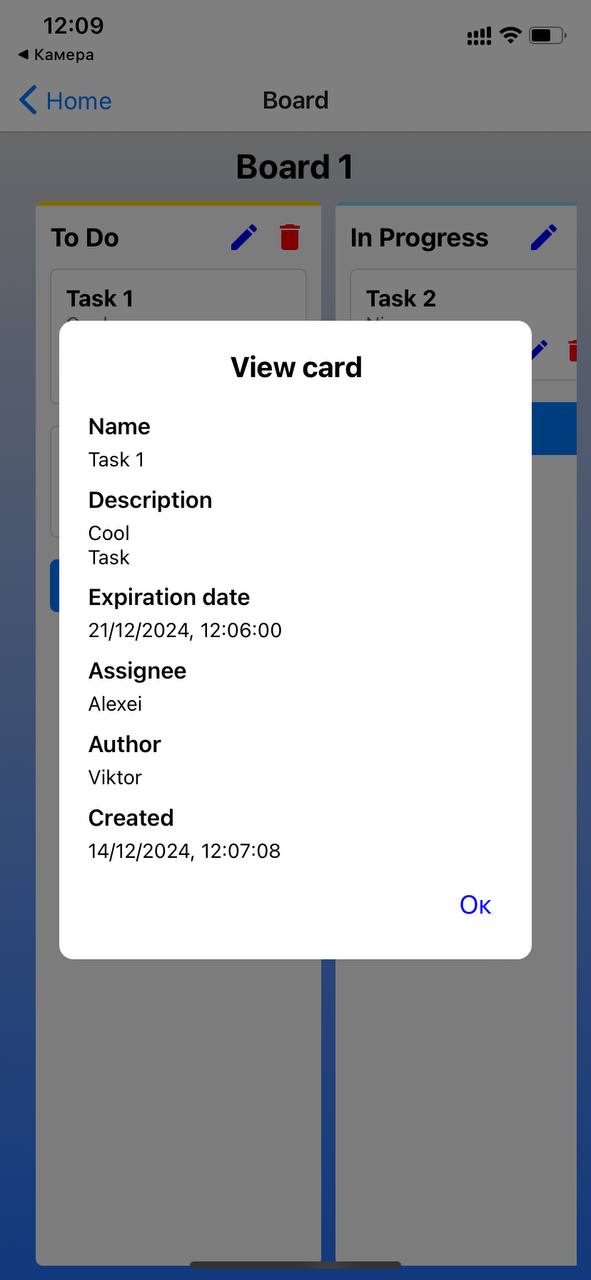 12:09
Камера
Home
Board
Board 1
To Do
In Progress
Task 1
Task 2
View card
Name
Task 1
Description
Cool
Task
Expiration date
21/12/2024, 12:06:00
Assignee
Alexei
Author
Viktor
Created
14/12/2024, 12:07:08
Ок